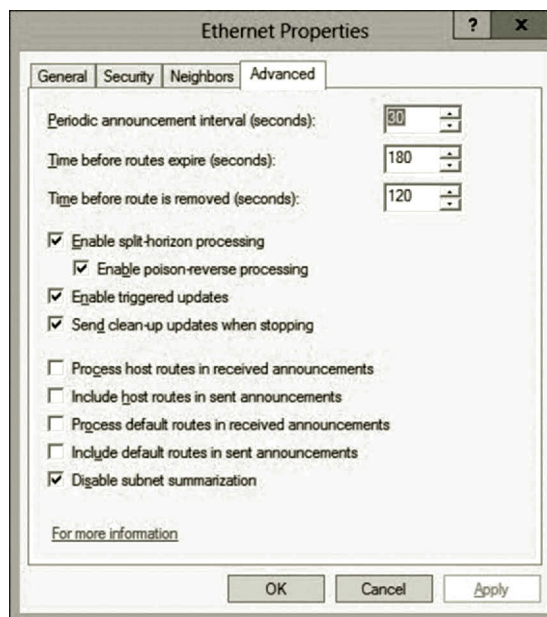 Ethernet Properties ? x
General Security Neighbors Advanced
Periodic announcement interval (seconds): 30
Time before routes expire (seconds): 180
Time before route is removed (seconds): 120
Enable split-horizon processing
Enable poison-reverse processing
Enable triggered updates
Send clean-up updates when stopping
Process host routes in received announcements
Include host routes in sent announcements
Process default routes in received announcements
Include default routes in sent announcements
Disable subnet summarization
For more information
OK Cancel Apply